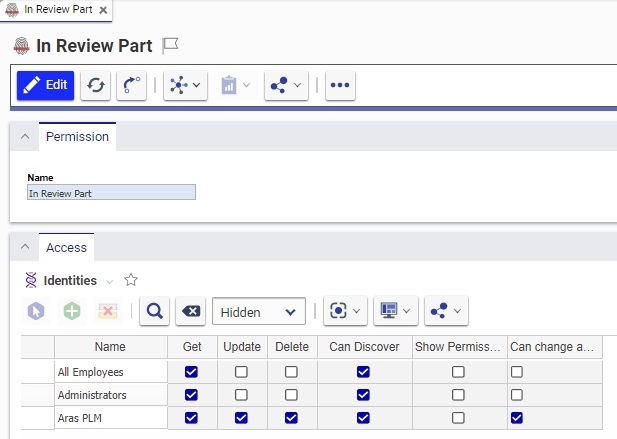 In Review Part
In Review Part
Edit
Permission
Name
In Review Part
Access
Identities
Hidden
Name Get Update Delete Can Discover Show Permiss... Can change a...
All Employees
Administrators
Aras PLM